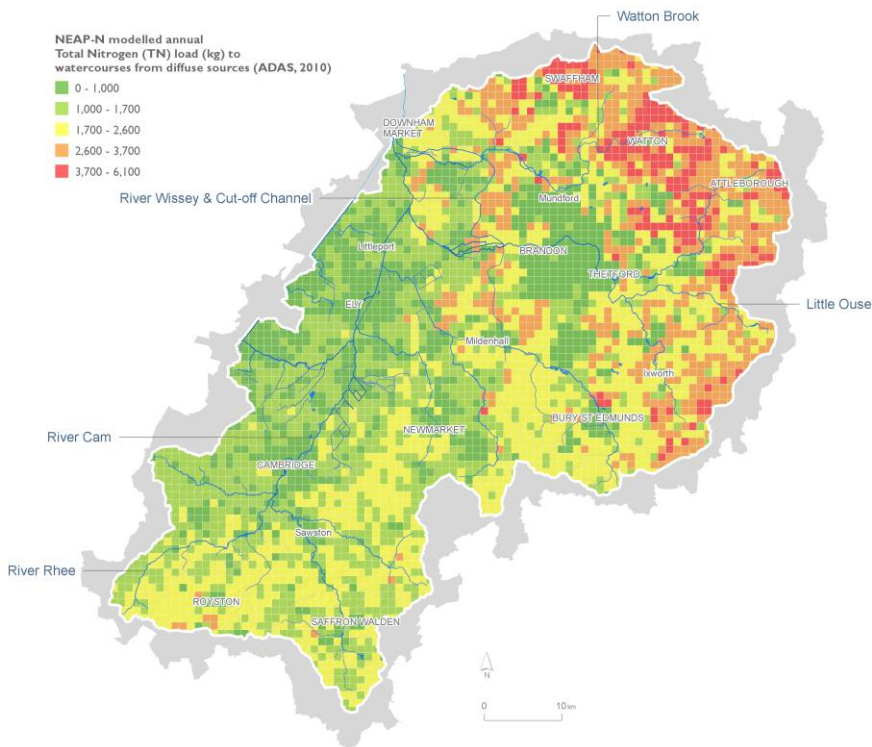 Watton Brook
NEAP-N modelled annual
Total Nitrogen (TN) load (kg) to
watercourses from diffuse sources (ADAS, 2010)
0 - 1,000
1,000 - 1,700
1,700 - 2,600
2,600 - 3,700
3,700 - 6,100
SWAFFHAM
DOWNHAM
MARKET
WATTON
ATTLEBOROUGH
River Wissey & Cut-off Channel
Mundford
Littleport
BRANDON
THETFORD
ELY
Little Ouse
Mildenhall
Ixworth
BURY ST EDMUNDS
NEWMARKET
River Cam
CAMBRIDGE
Sawston
River Rhee
ROYSTON
SAFFRON WALDEN
N
0 10 km